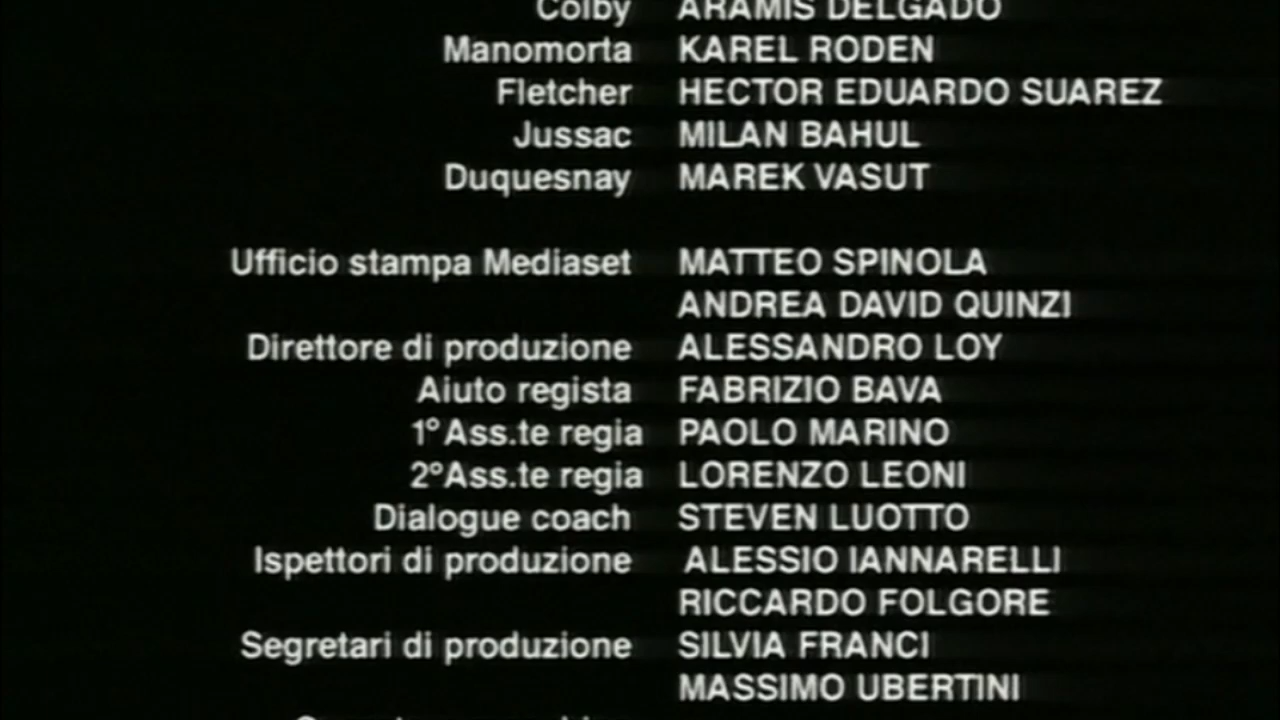 Colby ARAMIS DELGADO
Manomorta KAREL RODEN
Fletcher HECTOR EDUARDO SUAREZ
Jussac MILAN BAHUL
Duquesnay MAREK VASUT
Ufficio stampa Mediaset MATTEO SPINOLA
ANDREA DAVID QUINZI
Direttore di produzione ALESSANDRO LOY
Aiuto regista FABRIZIO BAVA
1° Ass.te regia PAOLO MARINO
2°Ass.te regia LORENZO LEONI
Dialogue coach STEVEN LUOTTO
Ispettori di produzione ALESSIO IANNARELLI
RICCARDO FOLGORE
Segretari di produzione SILVIA FRANCI
MASSIMO UBERTINI